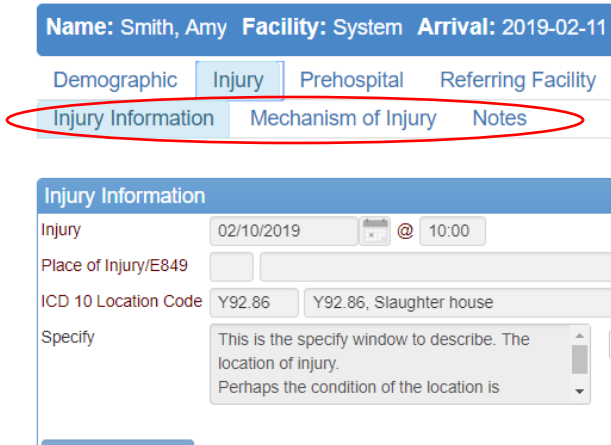 Name: Smith, Amy Facility: System Arrival: 2019-02-11
Demographic Injury Prehospital Referring Facility
Injury Information Mechanism of Injury Notes
Injury Information
Injury 02/10/2019 @ 10:00
Place of Injury/E849
ICD 10 Location Code Y92.86 Y92.86, Slaughter house
Specify This is the specify window to describe. The
location of injury.
Perhaps the condition of the location is